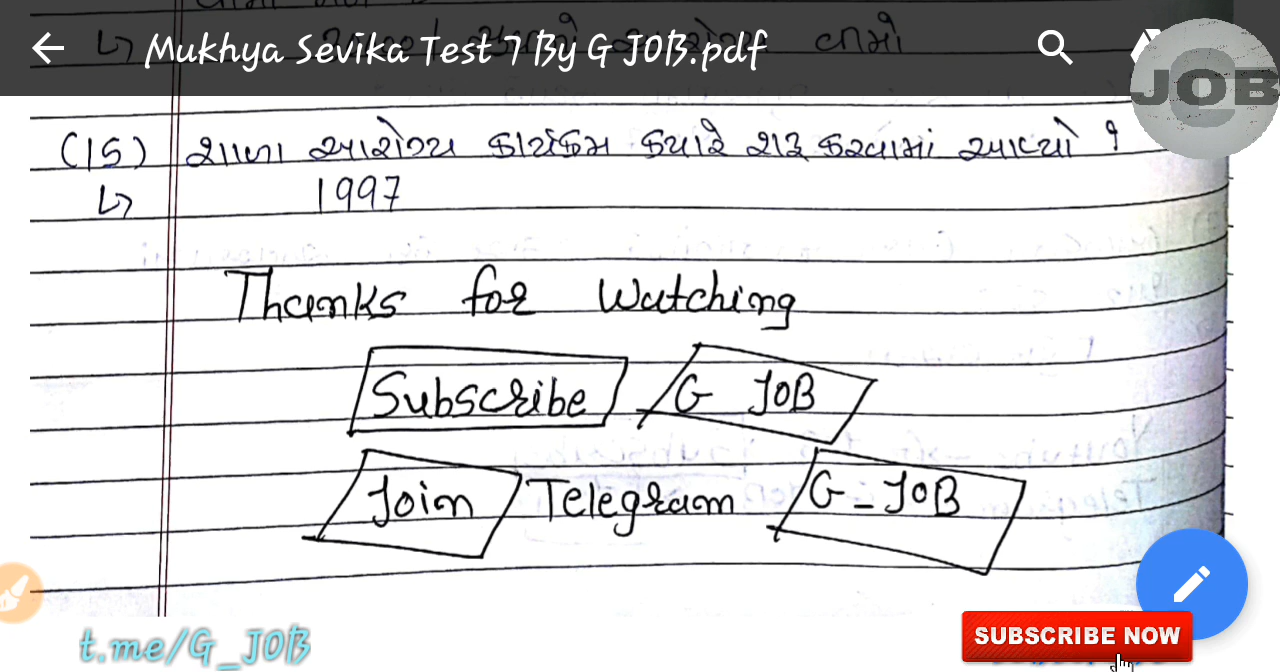 Mukhya Sevika Test 7 By G JOB.pdf
JOB
(15) શાળા આરોગ્ય કાર્યક્રમ ક્યારે શરૂ કરવામાં આવ્યો ?
↳ 1997
Thanks for Watching
Subscribe G JOB
Join Telegram G_JOB
t.me/G_JOB
SUBSCRIBE NOW